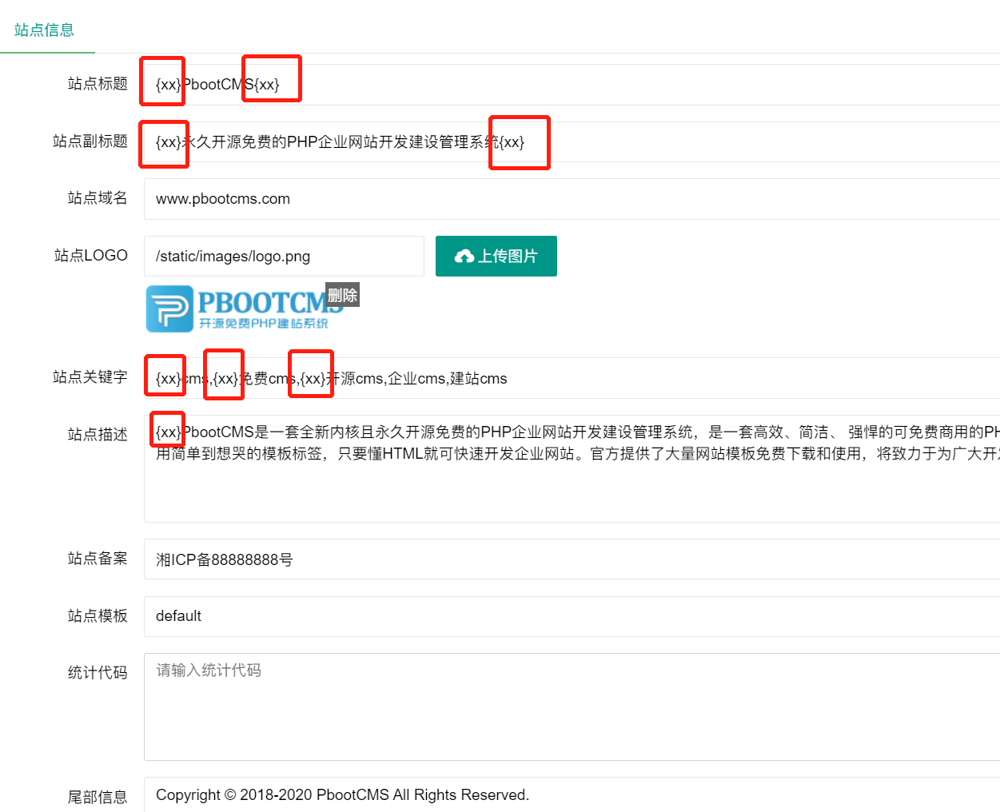 站点信息
站点标题 {xx}PbootCMS{xx}
站点副标题 {xx}永久开源免费的PHP企业网站开发建设管理系统{xx}
站点域名 www.pbootcms.com
站点LOGO /static/images/logo.png 上传图片
删除
PBOOTCMS
开源免费PHP建站系统
站点关键字 {xx}cms,{xx}免费cms,{xx}开源cms,企业cms,建站cms
站点描述 {xx}PbootCMS是一套全新内核且永久开源免费的PHP企业网站开发建设管理系统，是一套高效、简洁、 强悍的可免费商用的PH
用简单到想哭的模板标签，只要懂HTML就可快速开发企业网站。官方提供了大量网站模板免费下载和使用，将致力于为广大开发
站点备案 湘ICP备88888888号
站点模板 default
统计代码 请输入统计代码
尾部信息 Copyright © 2018-2020 PbootCMS All Rights Reserved.